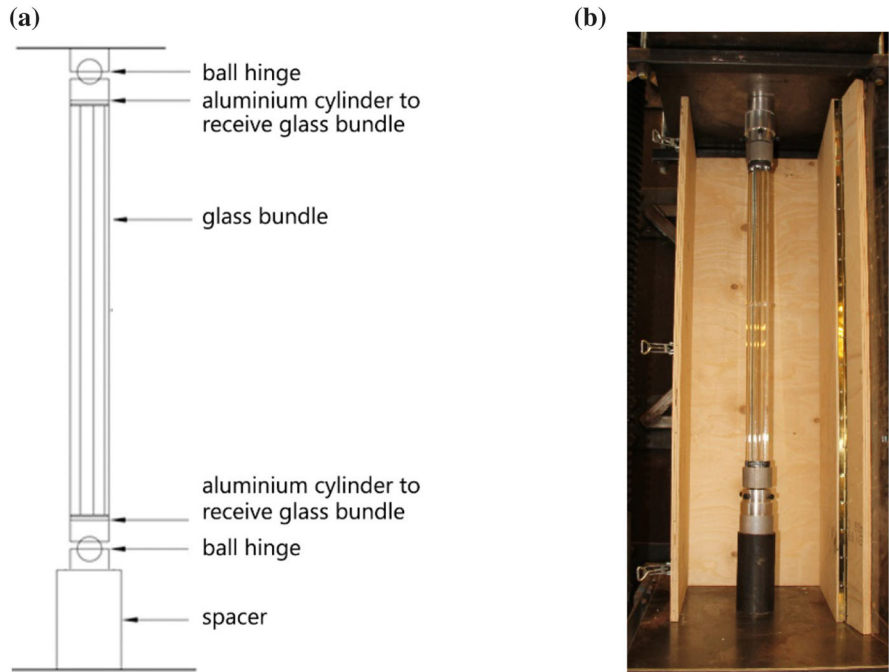 (a)
ball hinge
aluminium cylinder to
receive glass bundle
glass bundle
aluminium cylinder to
receive glass bundle
ball hinge
spacer
(b)